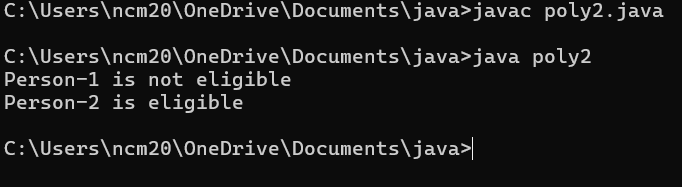 C:\Users\ncm20\OneDrive\Documents\java>javac poly2.java
C:\Users\ncm20\OneDrive\Documents\java>java poly2
Person-1 is not eligible
Person-2 is eligible
C:\Users\ncm20\OneDrive\Documents\java>